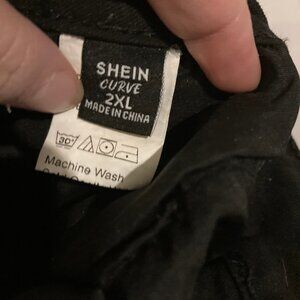 SHEIN
CURVE
2XL
MADE IN CHINA
30°
Machine Wash